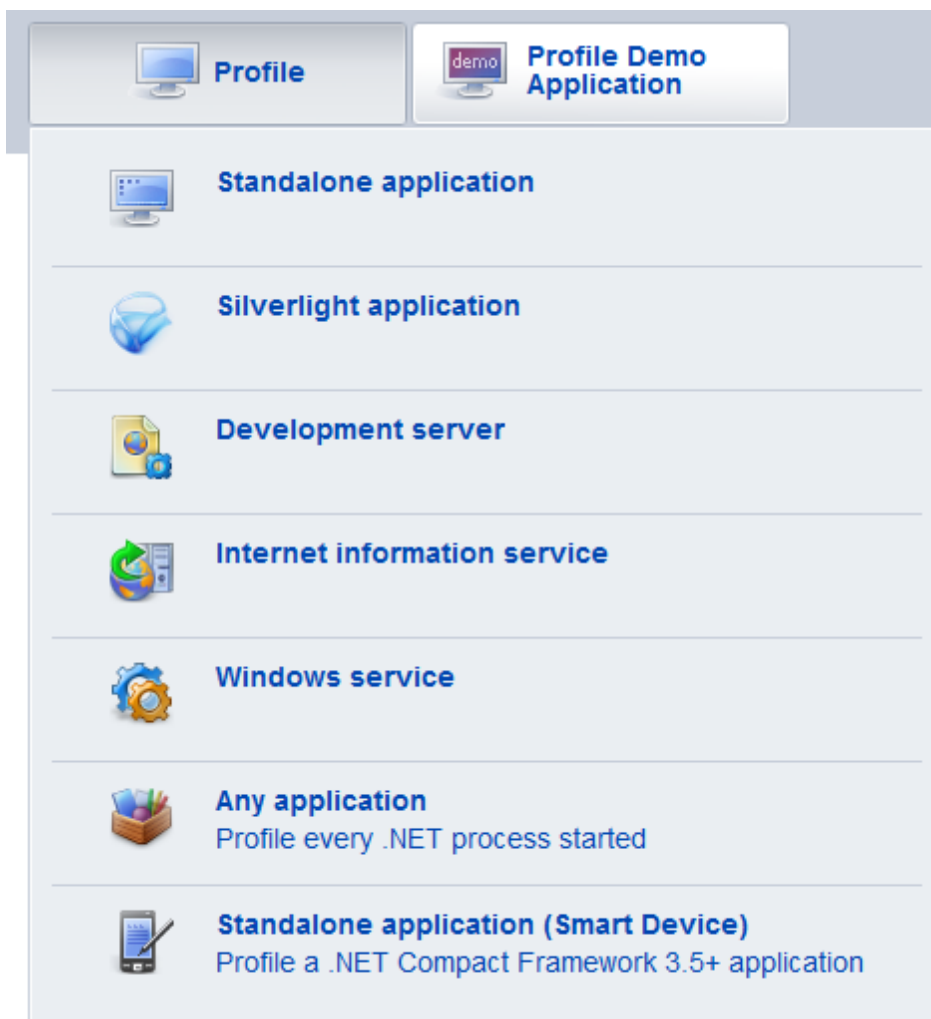 Profile
demo
Profile Demo
Application
Standalone application
Silverlight application
Development server
Internet information service
Windows service
Any application
Profile every .NET process started
Standalone application (Smart Device)
Profile a .NET Compact Framework 3.5+ application